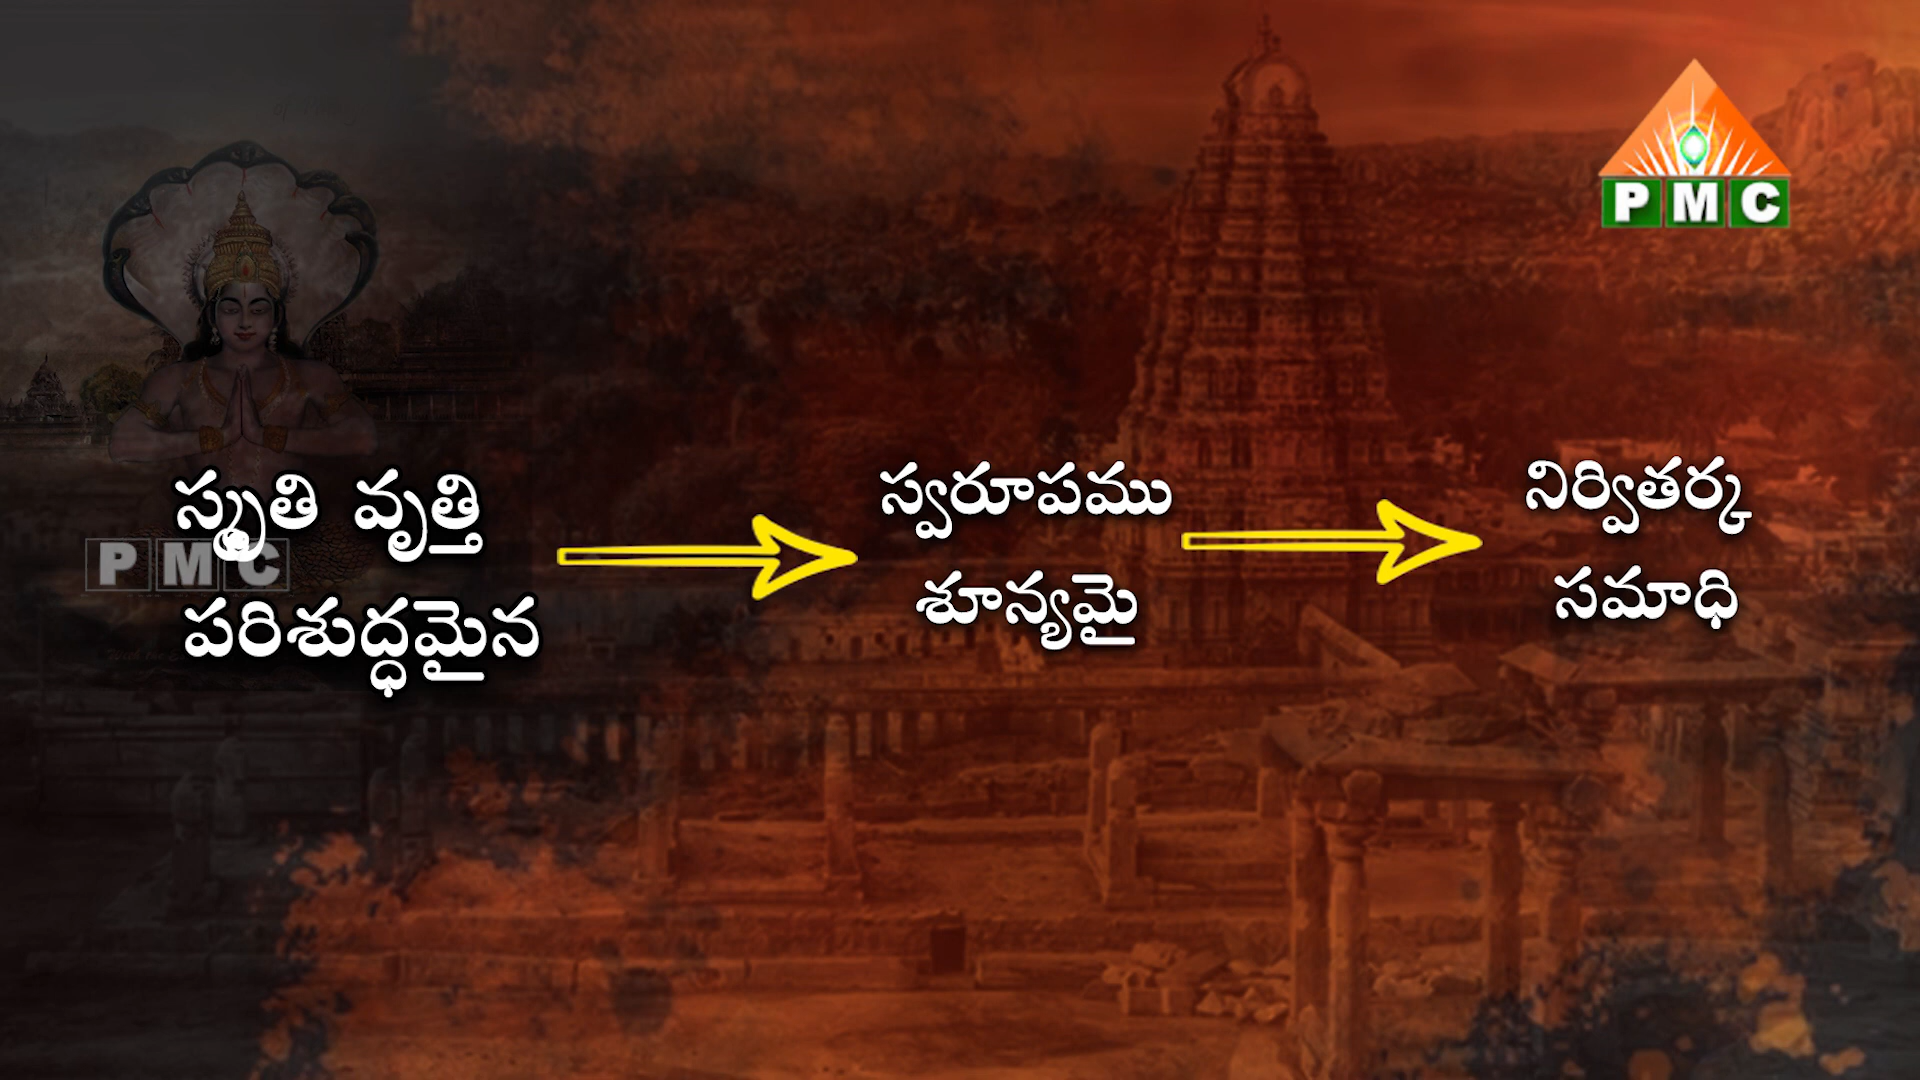 PMC
స్మృతి వృత్తి
పరిశుద్ధమైన
స్వరూపము
శూన్యమై
నిర్వితర్క
సమాధి
PMC